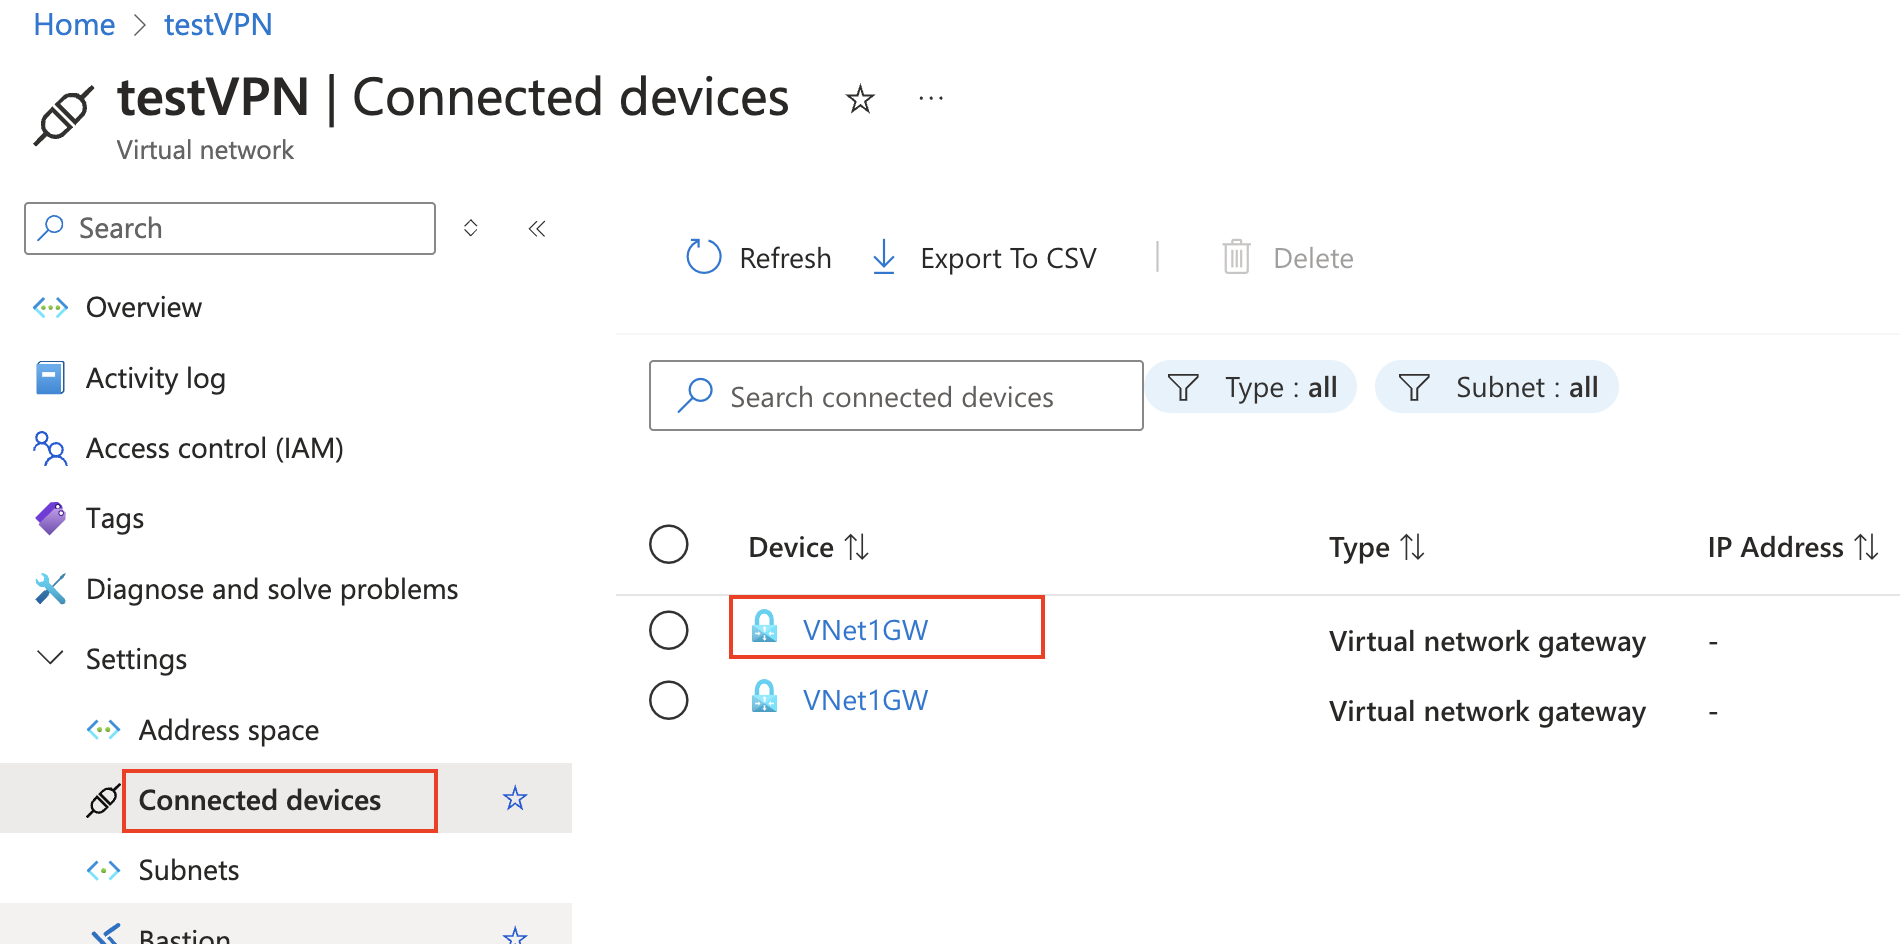 Home > testVPN
testVPN | Connected devices
Virtual network
Search
Overview
Activity log
Access control (IAM)
Tags
Diagnose and solve problems
Settings
Address space
Connected devices
Subnets
Bastion
Refresh
Export To CSV
Delete
Search connected devices
Type : all
Subnet : all
Device Type IP Address
VNet1GW Virtual network gateway -
VNet1GW Virtual network gateway -